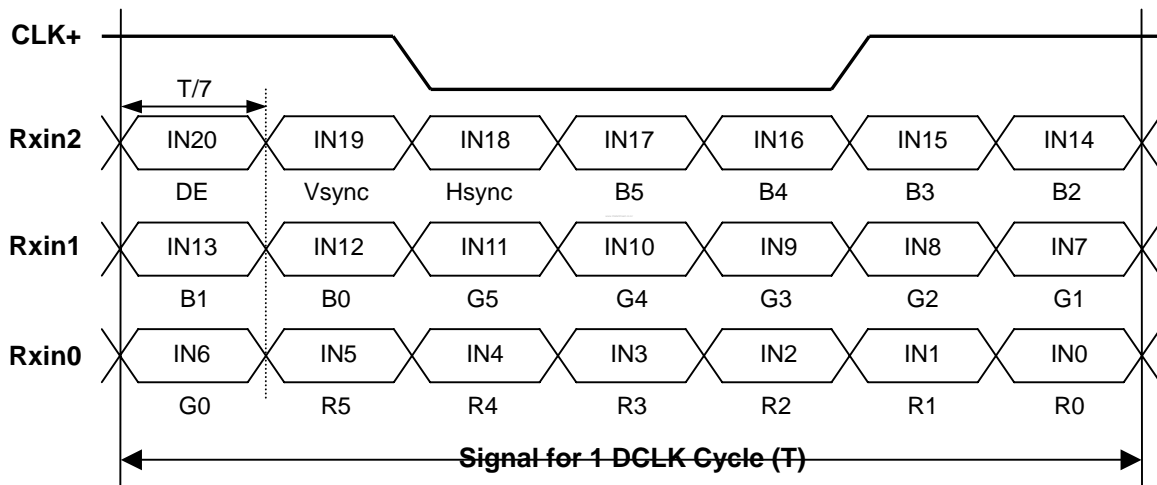 CLK+
T/7
Rxin2 IN20 IN19 IN18 IN17 IN16 IN15 IN14
DE Vsync Hsync B5 B4 B3 B2
Rxin1 IN13 IN12 IN11 IN10 IN9 IN8 IN7
B1 B0 G5 G4 G3 G2 G1
Rxin0 IN6 IN5 IN4 IN3 IN2 IN1 IN0
G0 R5 R4 R3 R2 R1 R0
Signal for 1 DCLK Cycle (T)